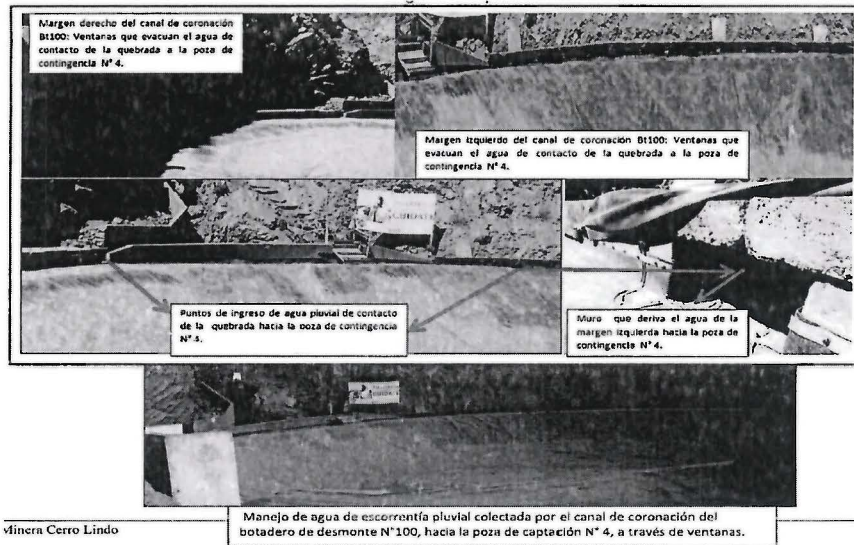 Margen derecho del canal de coronación
Bt100: Ventanas que evacuan el agua de
contacto de la quebrada a la poza de
contingencia N° 4.
Margen izquierdo del canal de coronación Bt100: Ventanas que
evacuan el agua de contacto de la quebrada a la poza de
contingencia N° 4.
Puntos de ingreso de agua pluvial de contacto
de la quebrada hacia la poza de contingencia
N° 4.
Muro que deriva el agua de la
margen izquierda hacia la poza de
contingencia N° 4.
Minera Cerro Lindo
Manejo de agua de escorrentía pluvial colectada por el canal de coronación del
botadero de desmonte N°100, hacia la poza de captación N° 4, a través de ventanas.